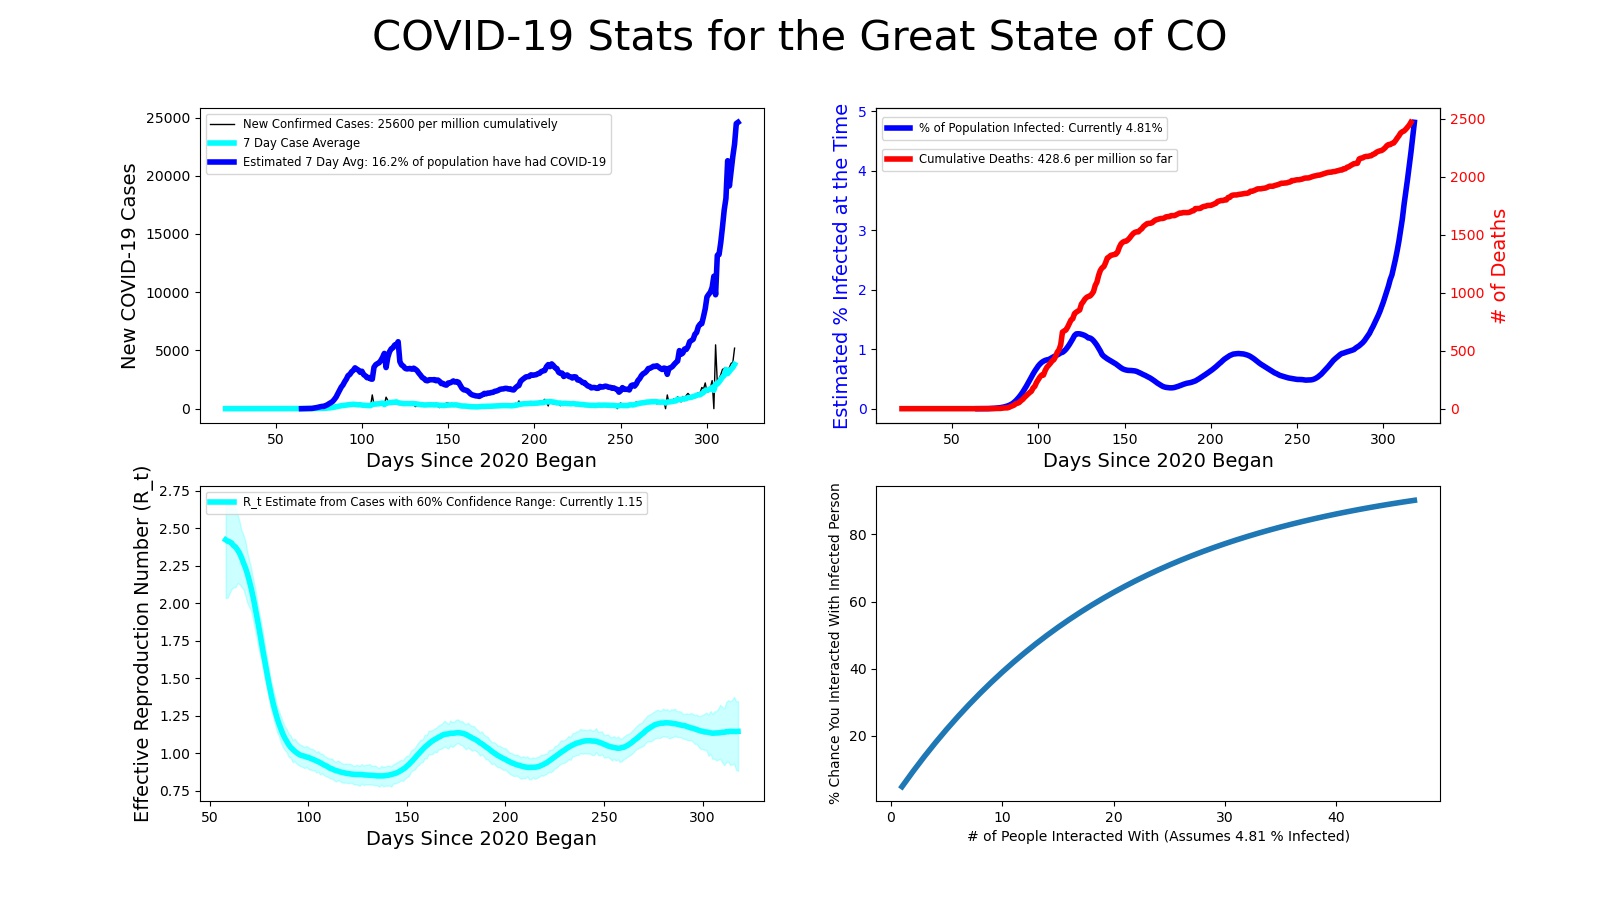 COVID-19 Stats for the Great State of CO
New COVID-19 Cases
25000
20000
15000
10000
5000
0
New Confirmed Cases: 25600 per million cumulatively
7 Day Case Average
Estimated 7 Day Avg: 16.2% of population have had COVID-19
50 100 150 200 250 300
Days Since 2020 Began
Estimated % Infected at the Time
5
4
3
2
1
0
% of Population Infected: Currently 4.81%
Cumulative Deaths: 428.6 per million so far
2500
2000
1500
1000
500
0
# of Deaths
50 100 150 200 250 300
Days Since 2020 Began
Effective Reproduction Number (R_t)
2.75
2.50
2.25
2.00
1.75
1.50
1.25
1.00
0.75
R_t Estimate from Cases with 60% Confidence Range: Currently 1.15
50 100 150 200 250 300
Days Since 2020 Began
% Chance You Interacted With Infected Person
80
60
40
20
0 10 20 30 40
# of People Interacted With (Assumes 4.81 % Infected)